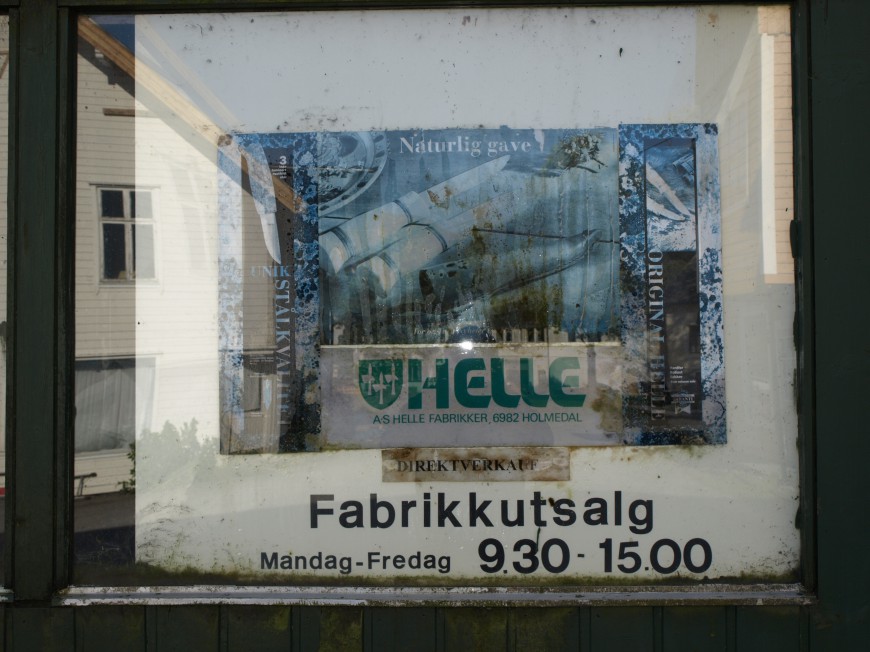 Naturlig gave
3
UNIK STÅLKVALITET
ORIGINAL HELLE
HELLE
A·S HELLE FABRIKKER, 6982 HOLMEDAL
DIREKTVERKAUF
Fabrikkutsalg
Mandag-Fredag 9.30 - 15.00